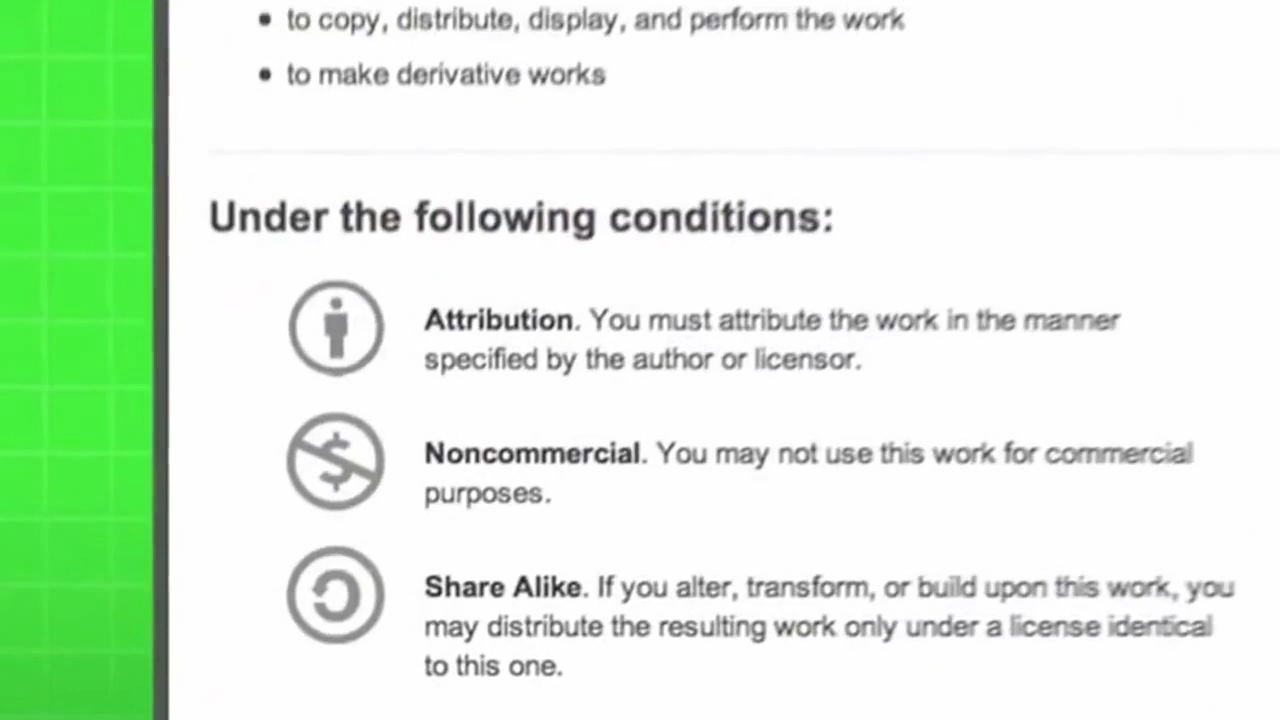 • to copy, distribute, display, and perform the work
• to make derivative works
Under the following conditions:
Attribution. You must attribute the work in the manner
specified by the author or licensor.
Noncommercial. You may not use this work for commercial
purposes.
Share Alike. If you alter, transform, or build upon this work, you
may distribute the resulting work only under a license identical
to this one.